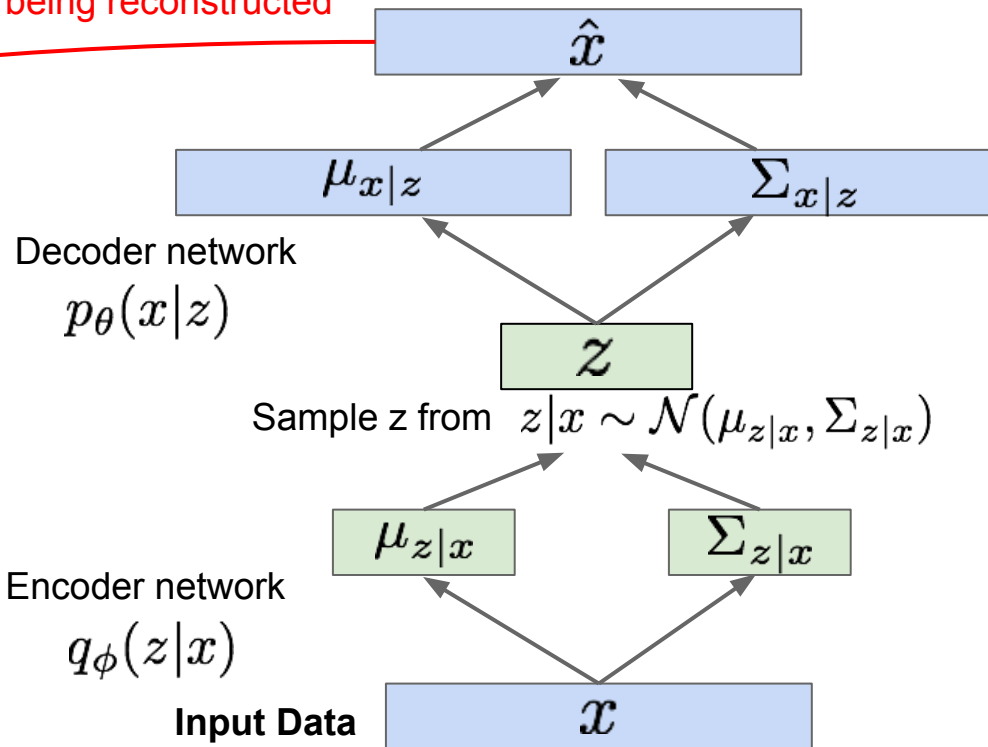 being reconstructed
x̂
μ_{x|z} Σ_{x|z}
Decoder network
p_θ(x|z)
z
Sample z from z|x ∼ 𝒩(μ_{z|x}, Σ_{z|x})
μ_{z|x} Σ_{z|x}
Encoder network
q_ϕ(z|x)
Input Data x